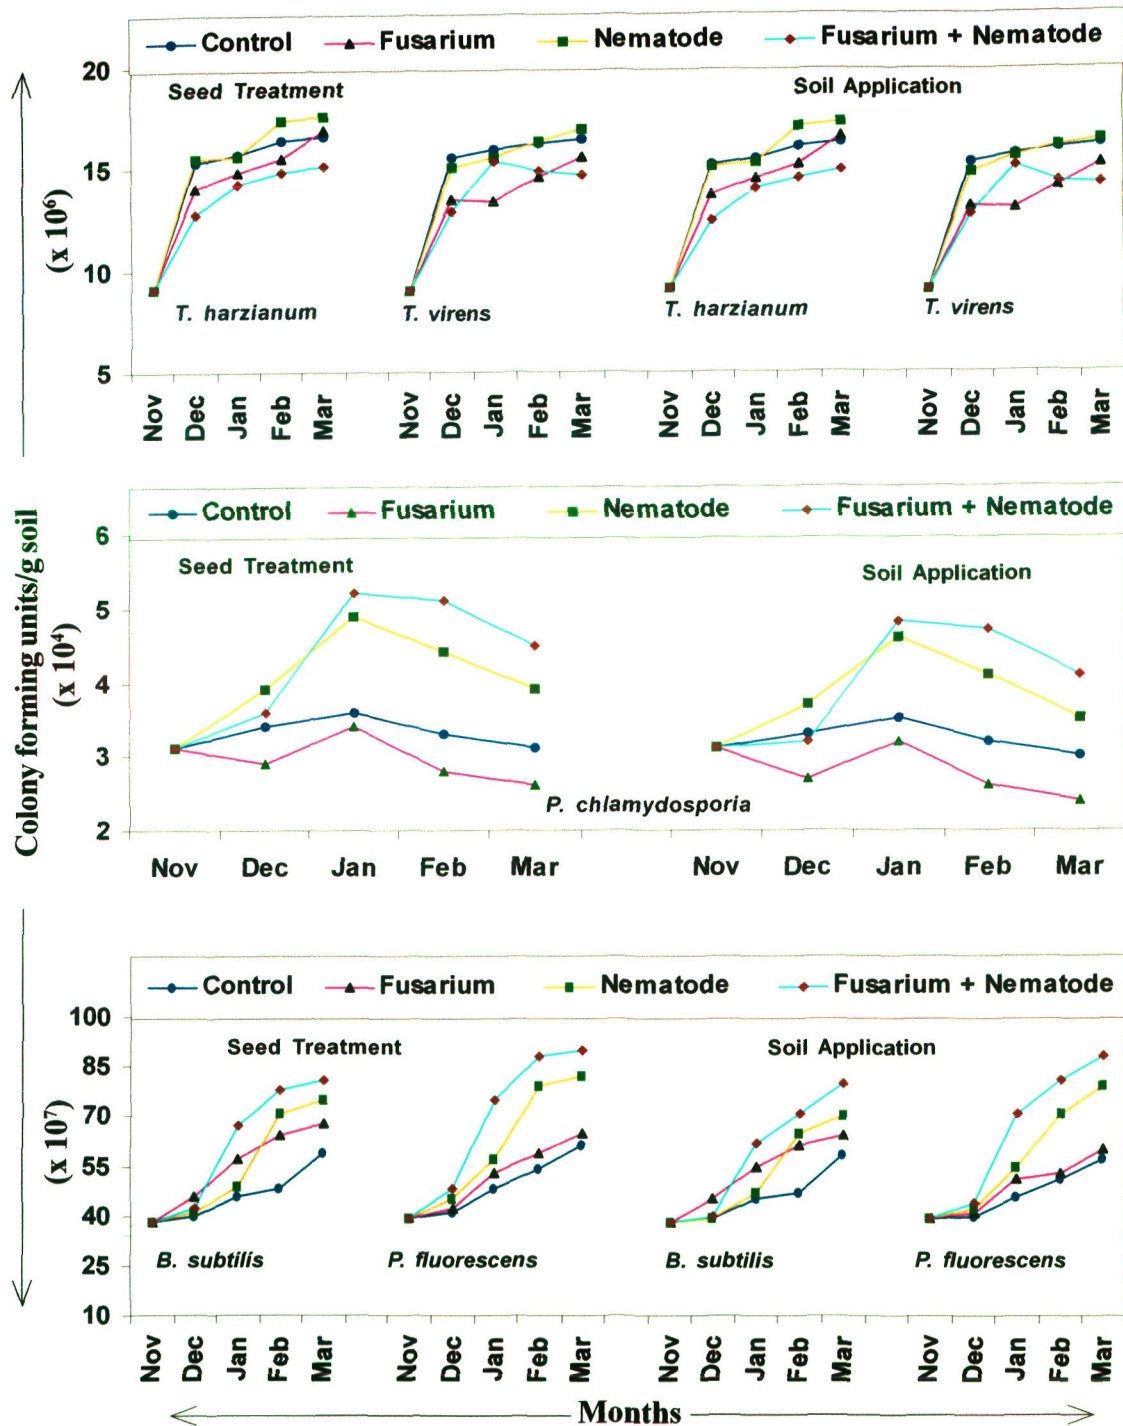 Control Fusarium Nematode Fusarium + Nematode
20
Seed Treatment Soil Application
15
(x 10⁶)
10
T. harzianum T. virens T. harzianum T. virens
5
Nov Dec Jan Feb Mar Nov Dec Jan Feb Mar Nov Dec Jan Feb Mar Nov Dec Jan Feb Mar
Colony forming units/g soil
Control Fusarium Nematode Fusarium + Nematode
6
Seed Treatment Soil Application
5
(x 10⁴)
4
3
P. chlamydosporia
2
Nov Dec Jan Feb Mar Nov Dec Jan Feb Mar
Control Fusarium Nematode Fusarium + Nematode
100
Seed Treatment Soil Application
85
70
(x 10⁷)
55
40
B. subtilis P. fluorescens B. subtilis P. fluorescens
25
10
Nov Dec Jan Feb Mar Nov Dec Jan Feb Mar Nov Dec Jan Feb Mar Nov Dec Jan Feb Mar
Months